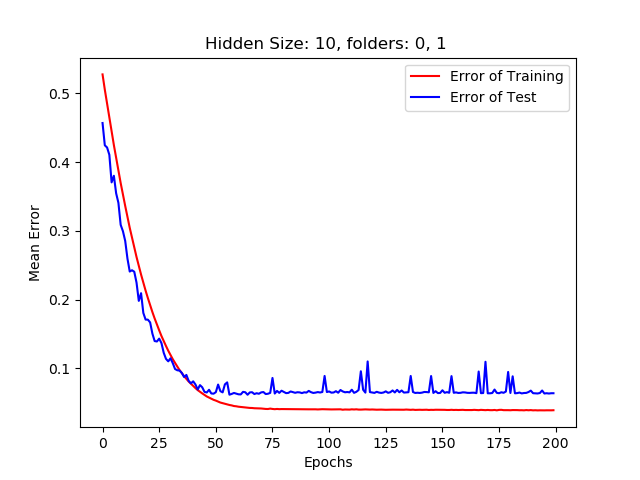 Hidden Size: 10, folders: 0, 1
Error of Training
Error of Test
Mean Error
0.5
0.4
0.3
0.2
0.1
0 25 50 75 100 125 150 175 200
Epochs